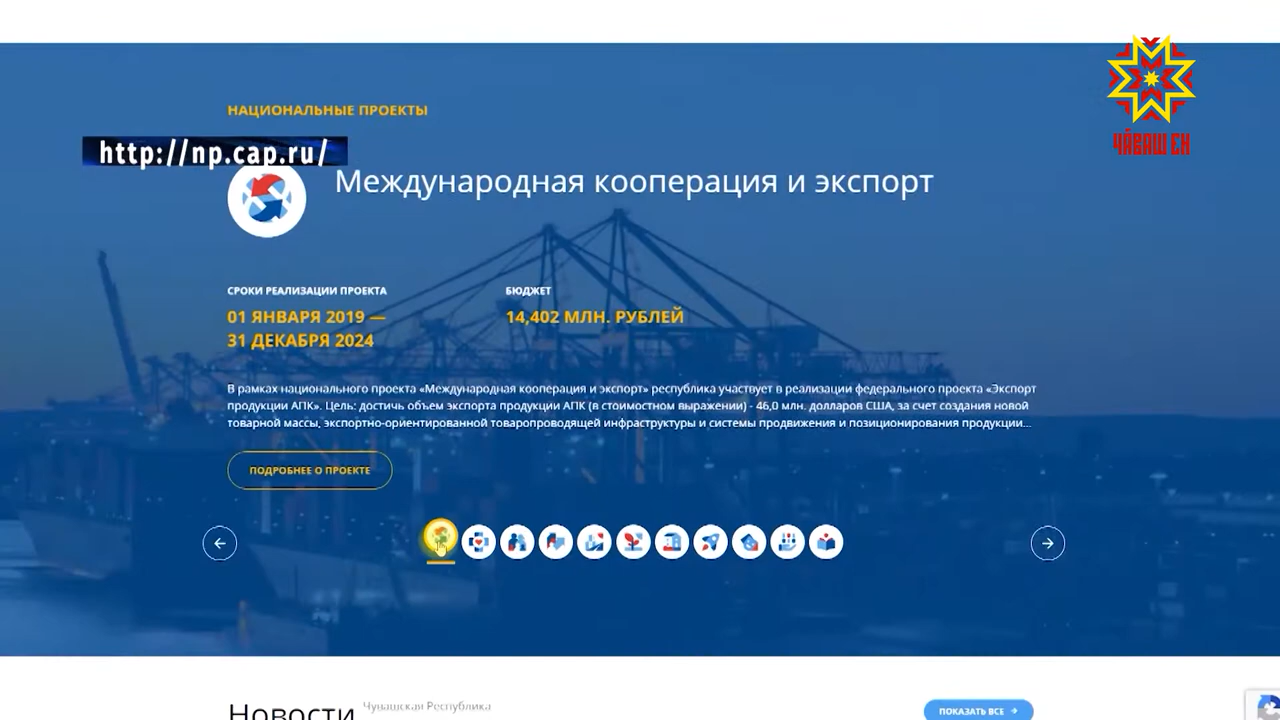 НАЦИОНАЛЬНЫЕ ПРОЕКТЫ
http://np.cap.ru/
ЧӐВАШ ЕН
Международная кооперация и экспорт
СРОКИ РЕАЛИЗАЦИИ ПРОЕКТА
БЮДЖЕТ
01 ЯНВАРЯ 2019 —
14,402 МЛН. РУБЛЕЙ
31 ДЕКАБРЯ 2024
В рамках национального проекта «Международная кооперация и экспорт» республика участвует в реализации федерального проекта «Экспорт
продукции АПК». Цель: достичь объем экспорта продукции АПК (в стоимостном выражении) - 46,0 млн. долларов США, за счет создания новой
товарной массы, экспортно-ориентированной товаропроводящей инфраструктуры и системы продвижения и позиционирования продукции...
ПОДРОБНЕЕ О ПРОЕКТЕ
Новости
Чувашская Республика
ПОКАЗАТЬ ВСЕ